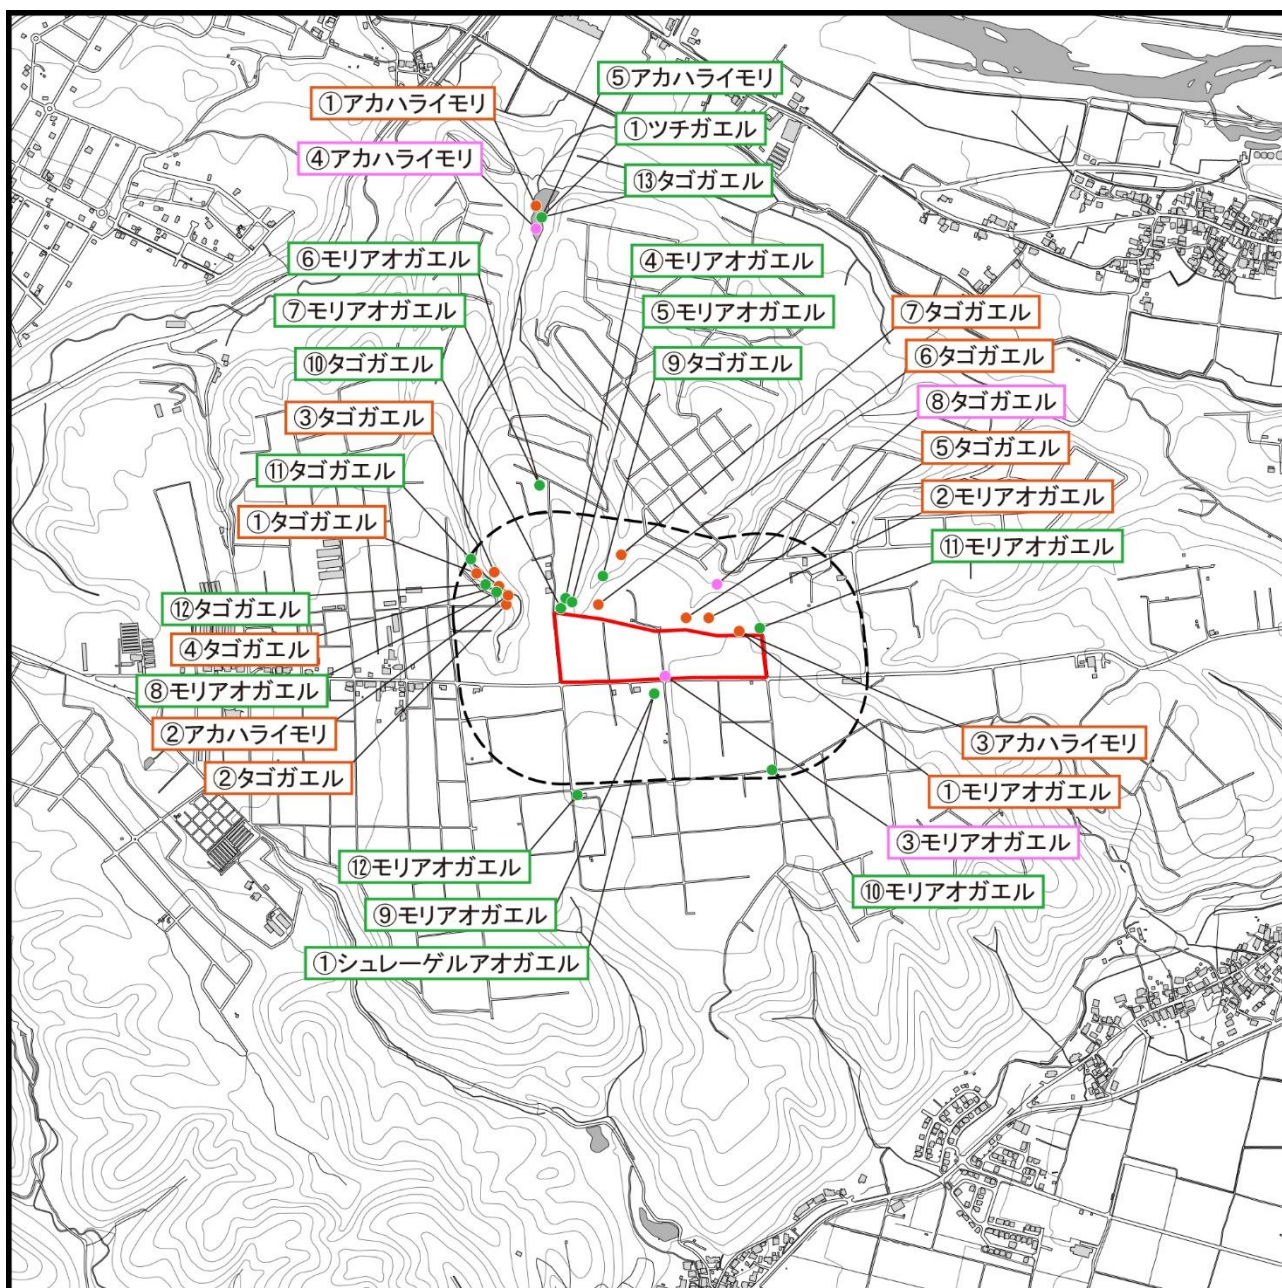 ⑤アカハライモリ
①アカハライモリ
①ツチガエル
④アカハライモリ
⑬タゴガエル
⑥モリアオガエル
④モリアオガエル
⑦モリアオガエル
⑤モリアオガエル
⑦タゴガエル
⑩タゴガエル
⑨タゴガエル
⑥タゴガエル
⑧タゴガエル
③タゴガエル
⑤タゴガエル
⑪タゴガエル
②モリアオガエル
①タゴガエル
⑪モリアオガエル
⑫タゴガエル
④タゴガエル
⑧モリアオガエル
②アカハライモリ
③アカハライモリ
②タゴガエル
①モリアオガエル
③モリアオガエル
⑫モリアオガエル
⑩モリアオガエル
⑨モリアオガエル
①シュレーゲルアオガエル